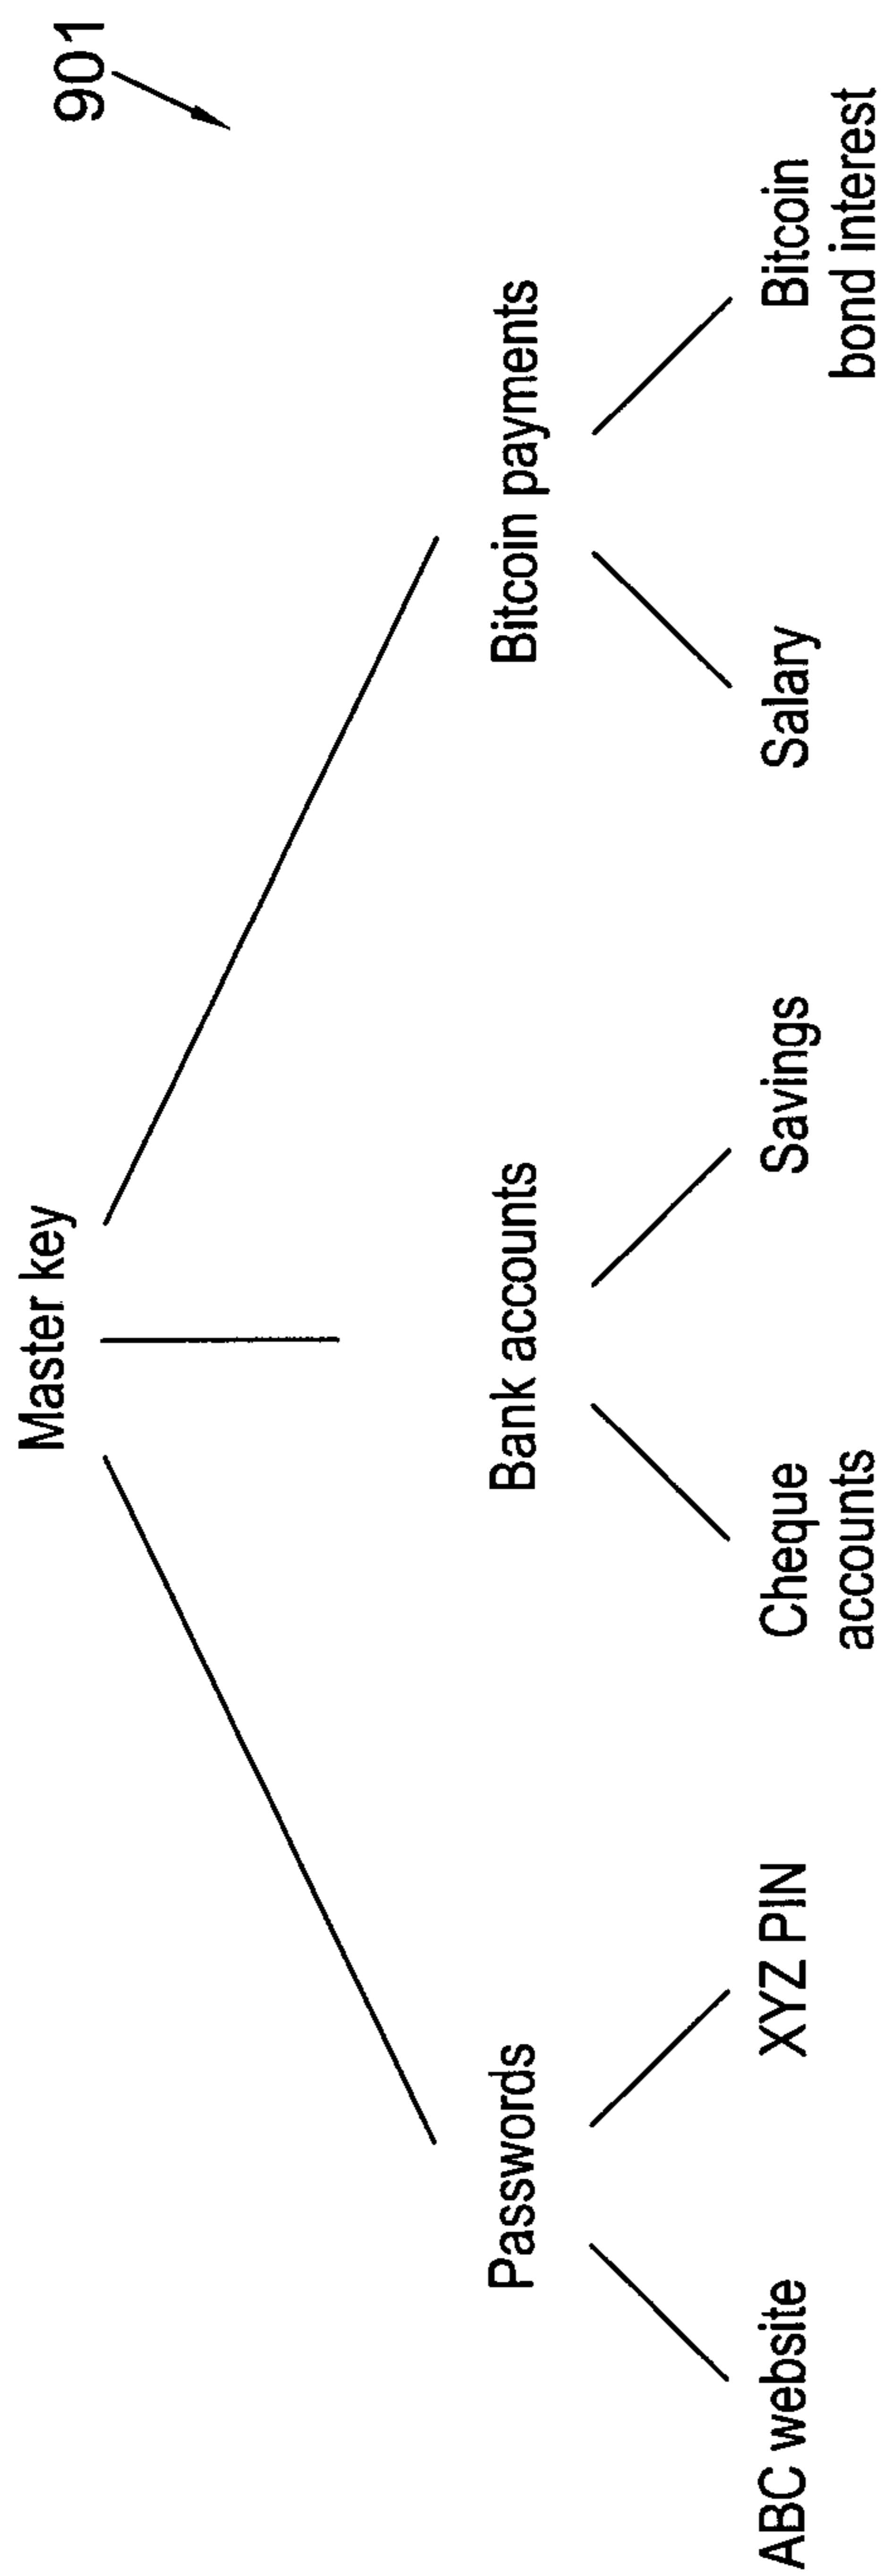 901
Master key
Passwords
Bank accounts
Bitcoin payments
ABC website
XYZ PIN
Cheque
accounts
Savings
Salary
Bitcoin
bond interest